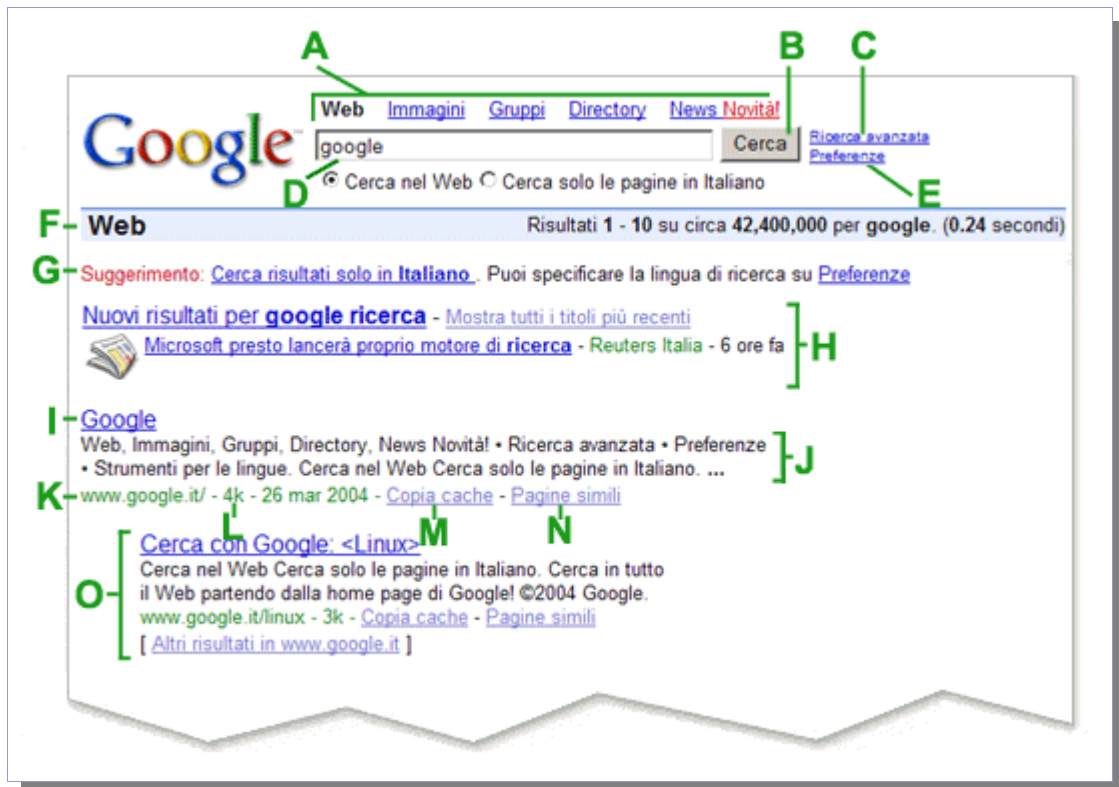 A B C
Web Immagini Gruppi Directory News Novità!
Google™
google Cerca Ricerca avanzata
Preferenze
D Cerca nel Web Cerca solo le pagine in Italiano E
F Web Risultati 1 - 10 su circa 42,400,000 per google. (0.24 secondi)
G Suggerimento: Cerca risultati solo in Italiano . Puoi specificare la lingua di ricerca su Preferenze
Nuovi risultati per google ricerca - Mostra tutti i titoli più recenti
Microsoft presto lancerà proprio motore di ricerca - Reuters Italia - 6 ore fa H
I Google
Web, Immagini, Gruppi, Directory, News Novità! • Ricerca avanzata • Preferenze
• Strumenti per le lingue. Cerca nel Web Cerca solo le pagine in Italiano. ... J
K www.google.it/ - 4k - 26 mar 2004 - Copia cache - Pagine simili
L M N
Cerca con Google: <Linux>
Cerca nel Web Cerca solo le pagine in Italiano. Cerca in tutto
O il Web partendo dalla home page di Google! ©2004 Google.
www.google.it/linux - 3k - Copia cache - Pagine simili
[ Altri risultati in www.google.it ]